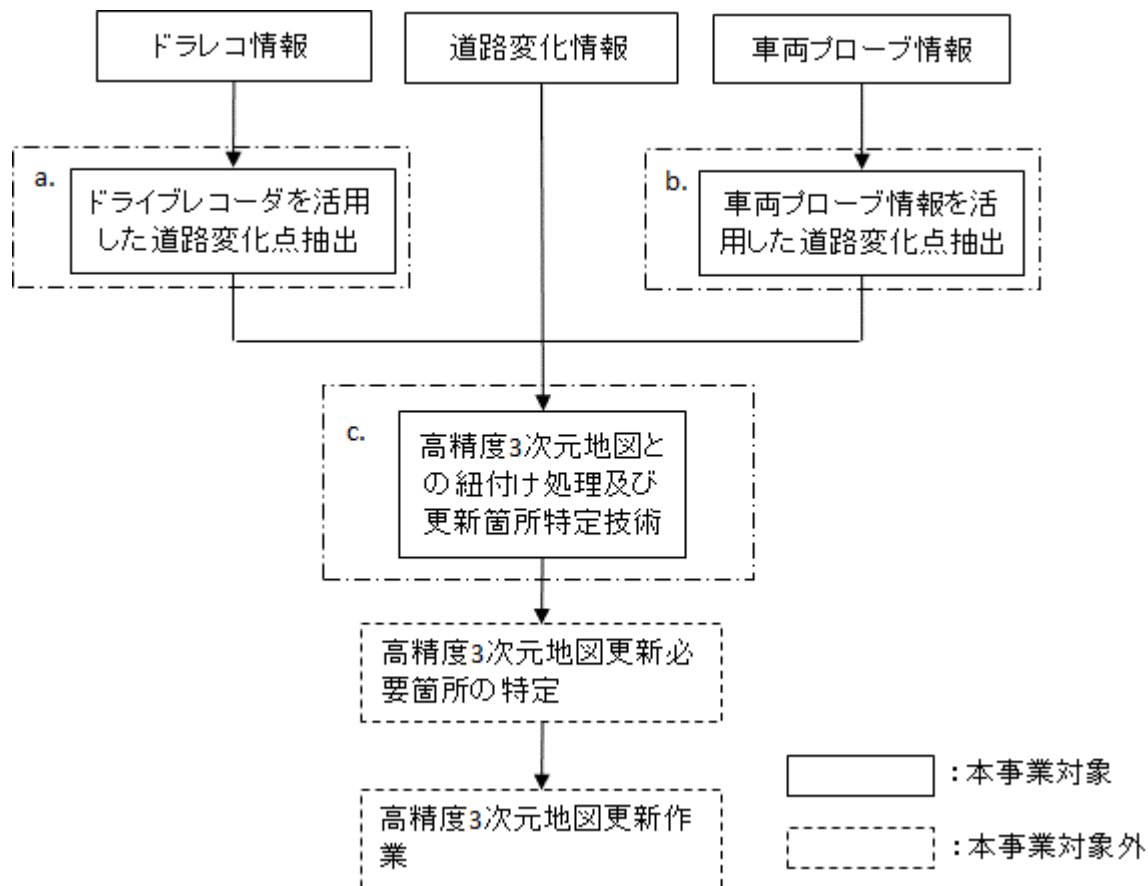 ドラレコ情報
道路変化情報
車両プローブ情報
a.
ドライブレコーダを活用
した道路変化点抽出
b.
車両プローブ情報を活
用した道路変化点抽出
c.
高精度3次元地図と
の紐付け処理及び
更新箇所特定技術
高精度3次元地図更新必
要箇所の特定
高精度3次元地図更新作
業
：本事業対象
：本事業対象外